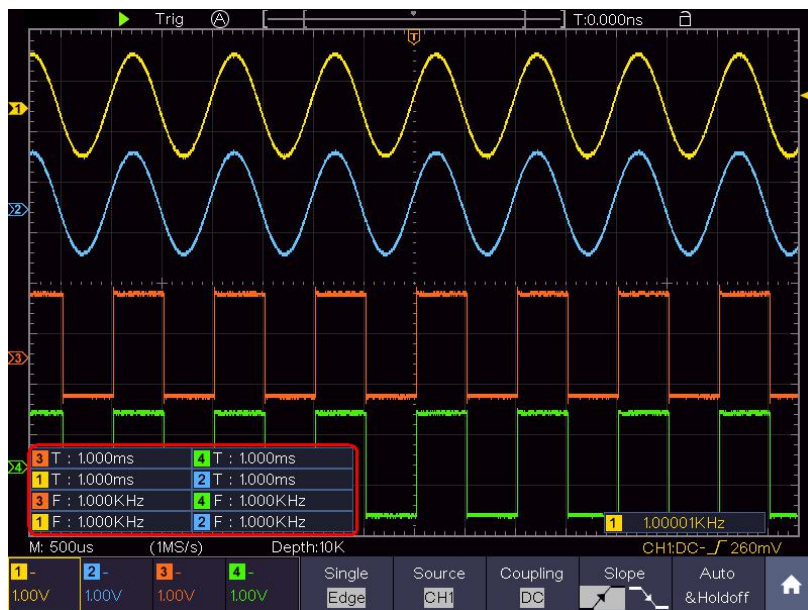 Trig A T:0.000ns
T
1
2
3
4
3 T : 1.000ms 4 T : 1.000ms
1 T : 1.000ms 2 T : 1.000ms
3 F : 1.000KHz 4 F : 1.000KHz
1 F : 1.000KHz 2 F : 1.000KHz
1 1.00001KHz
M: 500us (1MS/s) Depth:10K CH1:DC- 260mV
1 - 2 - 3 - 4 - Single Source Coupling Slope Auto
1.00V 1.00V 1.00V 1.00V Edge CH1 DC &Holdoff